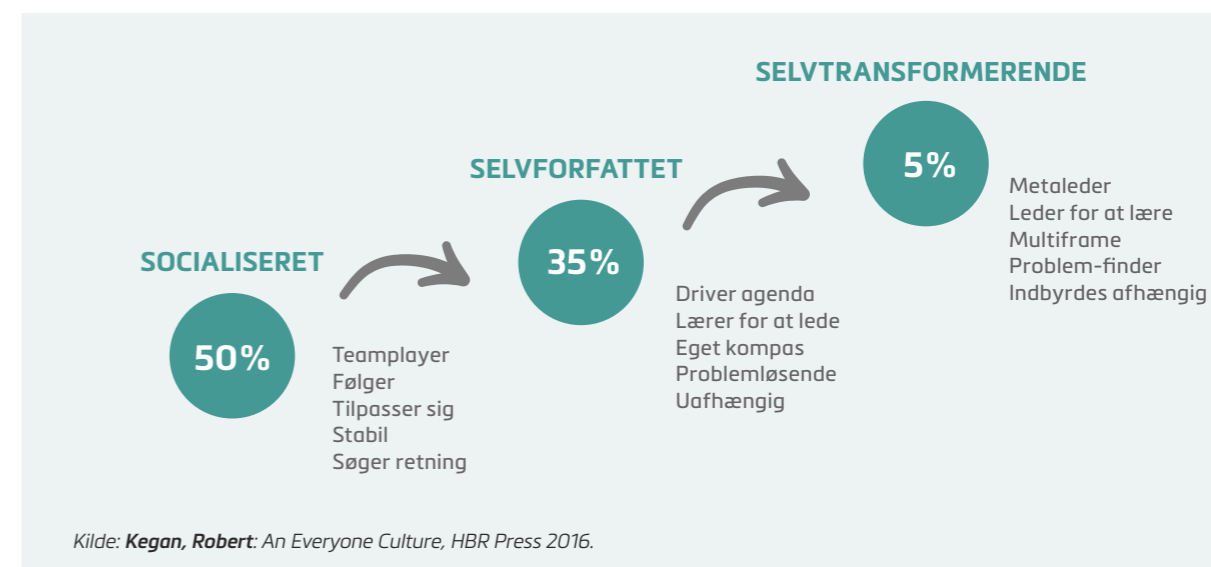 SOCIALISERET
50%
Teamplayer
Følger
Tilpasser sig
Stabil
Søger retning
SELVFORFATTET
35%
Driver agenda
Lærer for at lede
Eget kompas
Problemløsende
Uafhængig
SELVTRANSFORMERENDE
5%
Metaleder
Leder for at lære
Multiframe
Problem-finder
Indbyrdes afhængig
Kilde: Kegan, Robert: An Everyone Culture, HBR Press 2016.